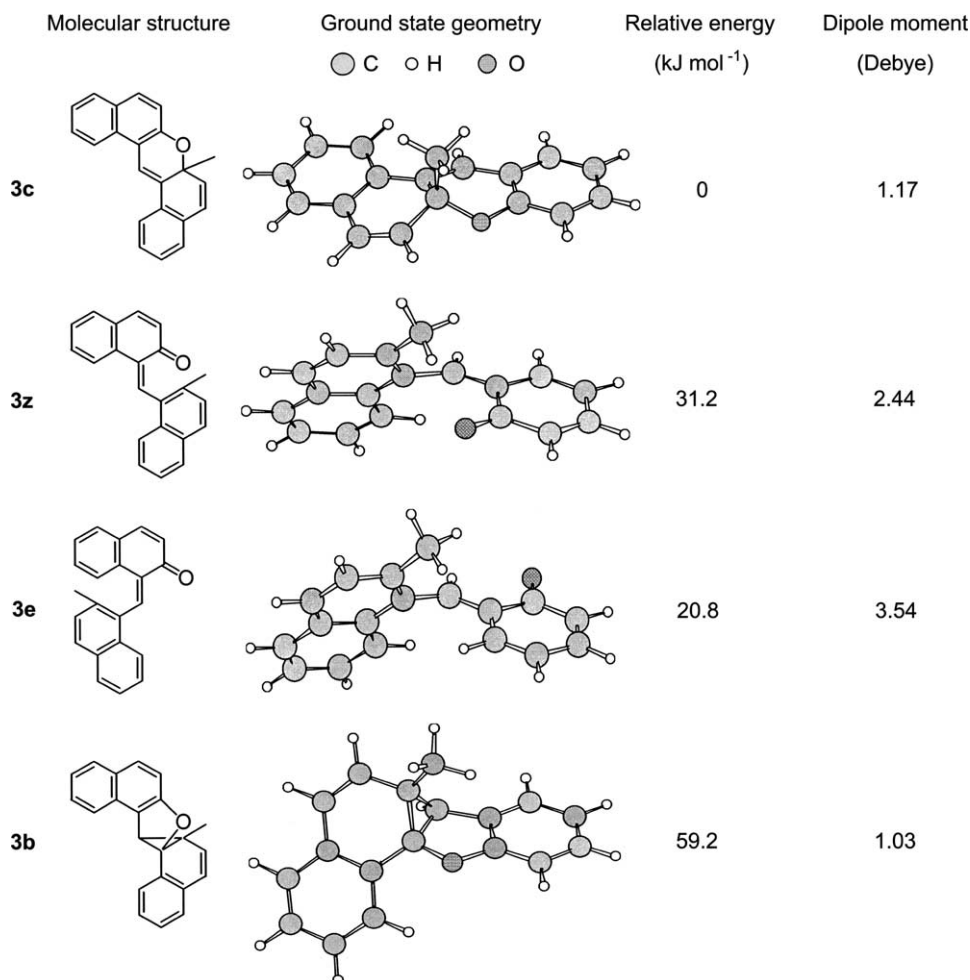 Molecular structure Ground state geometry Relative energy Dipole moment
C H O (kJ mol⁻¹) (Debye)
O
3c 0 1.17
O
3z 31.2 2.44
O
3e 20.8 3.54
O
3b 59.2 1.03